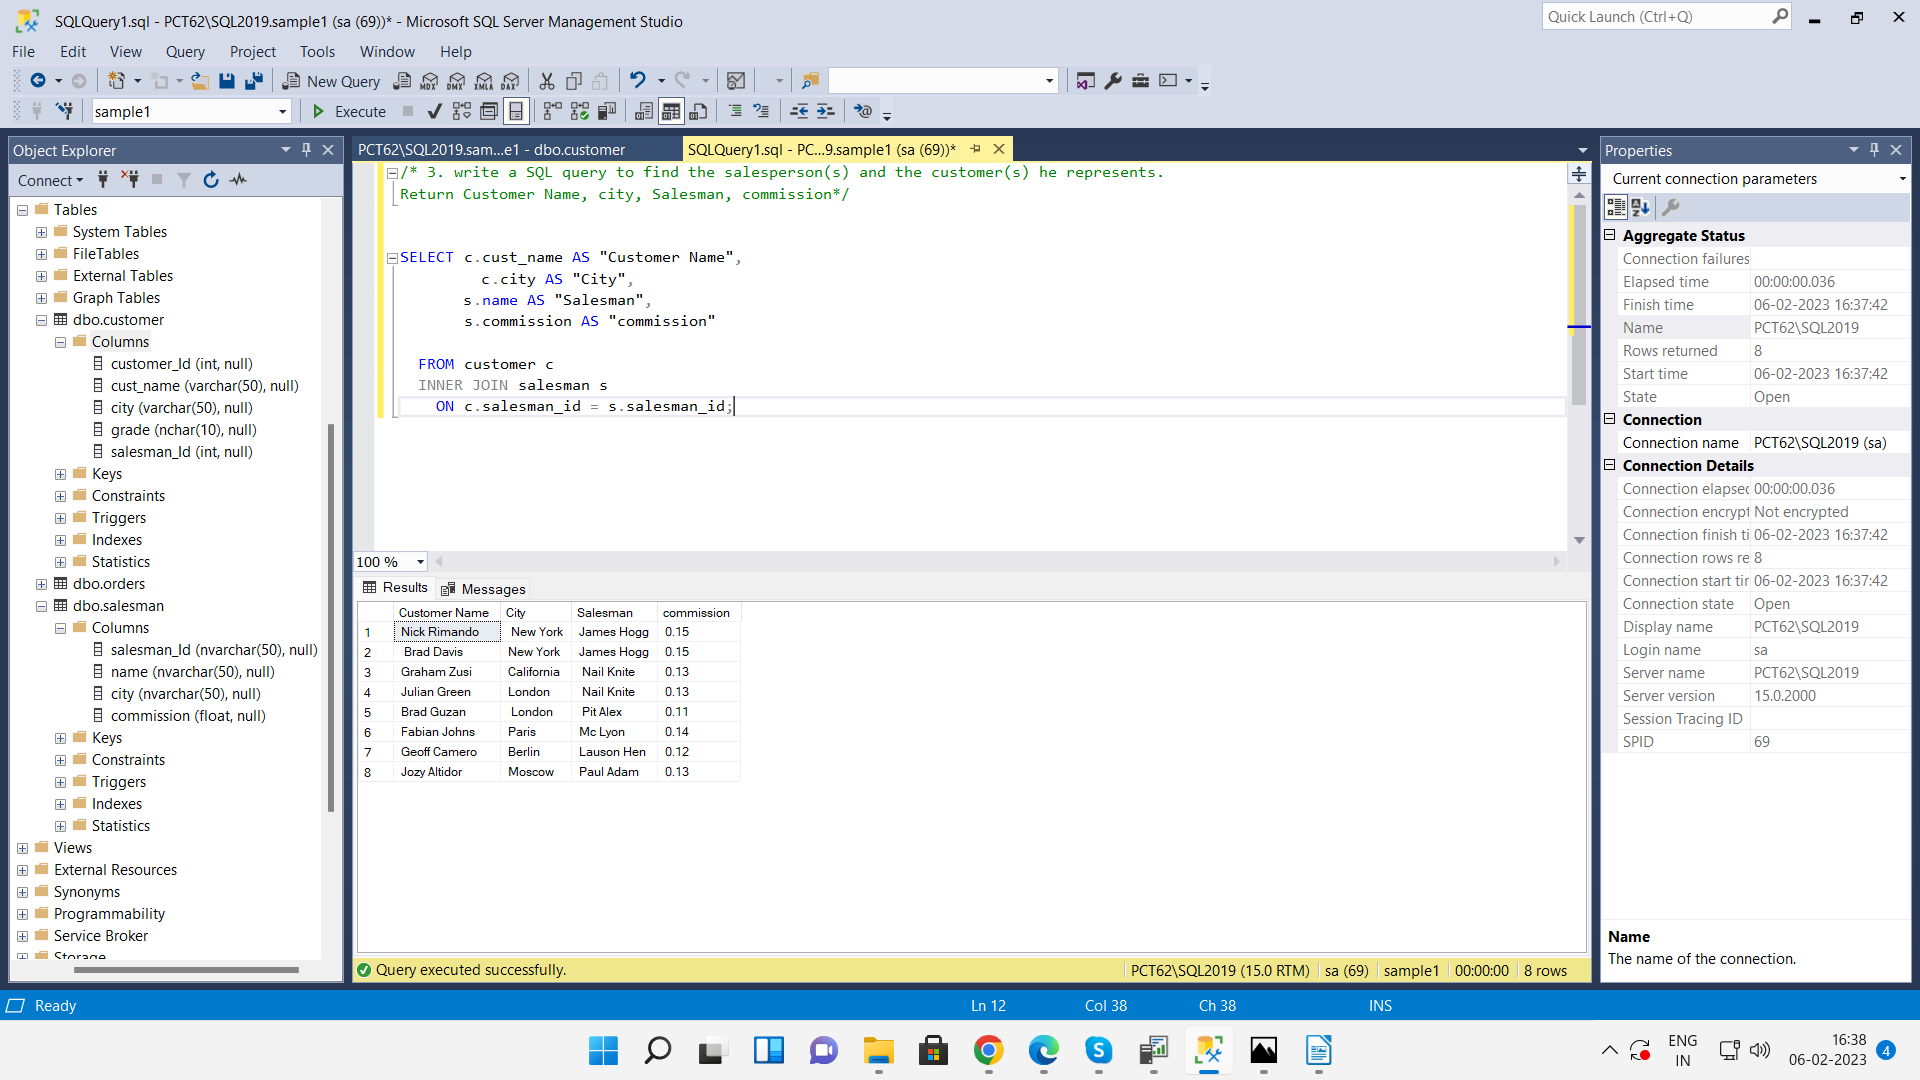 SQLQuery1.sql - PCT62\SQL2019.sample1 (sa (69))* - Microsoft SQL Server Management Studio
Quick Launch (Ctrl+Q)
File Edit View Query Project Tools Window Help
New Query MDX DMX XMLA DAX
sample1 Execute
Object Explorer
Connect
Tables
System Tables
FileTables
External Tables
Graph Tables
dbo.customer
Columns
customer_Id (int, null)
cust_name (varchar(50), null)
city (varchar(50), null)
grade (nchar(10), null)
salesman_Id (int, null)
Keys
Constraints
Triggers
Indexes
Statistics
dbo.orders
dbo.salesman
Columns
salesman_Id (nvarchar(50), null)
name (nvarchar(50), null)
city (nvarchar(50), null)
commission (float, null)
Keys
Constraints
Triggers
Indexes
Statistics
Views
External Resources
Synonyms
Programmability
Service Broker
Storage
PCT62\SQL2019.sam...e1 - dbo.customer
SQLQuery1.sql - PC...9.sample1 (sa (69))*
/* 3. write a SQL query to find the salesperson(s) and the customer(s) he represents.
Return Customer Name, city, Salesman, commission*/
SELECT c.cust_name AS "Customer Name",
c.city AS "City",
s.name AS "Salesman",
s.commission AS "commission"
FROM customer c
INNER JOIN salesman s
ON c.salesman_id = s.salesman_id;
100 %
Results Messages
Customer Name City Salesman commission
1 Nick Rimando New York James Hogg 0.15
2 Brad Davis New York James Hogg 0.15
3 Graham Zusi California Nail Knite 0.13
4 Julian Green London Nail Knite 0.13
5 Brad Guzan London Pit Alex 0.11
6 Fabian Johns Paris Mc Lyon 0.14
7 Geoff Camero Berlin Lauson Hen 0.12
8 Jozy Altidor Moscow Paul Adam 0.13
Query executed successfully.
PCT62\SQL2019 (15.0 RTM) sa (69) sample1 00:00:00 8 rows
Properties
Current connection parameters
Aggregate Status
Connection failures
Elapsed time 00:00:00.036
Finish time 06-02-2023 16:37:42
Name PCT62\SQL2019
Rows returned 8
Start time 06-02-2023 16:37:42
State Open
Connection
Connection name PCT62\SQL2019 (sa)
Connection Details
Connection elapsed 00:00:00.036
Connection encrypt Not encrypted
Connection finish ti 06-02-2023 16:37:42
Connection rows re 8
Connection start tir 06-02-2023 16:37:42
Connection state Open
Display name PCT62\SQL2019
Login name sa
Server name PCT62\SQL2019
Server version 15.0.2000
Session Tracing ID
SPID 69
Name
The name of the connection.
Ready
Ln 12 Col 38 Ch 38 INS
ENG
IN
16:38
06-02-2023
4